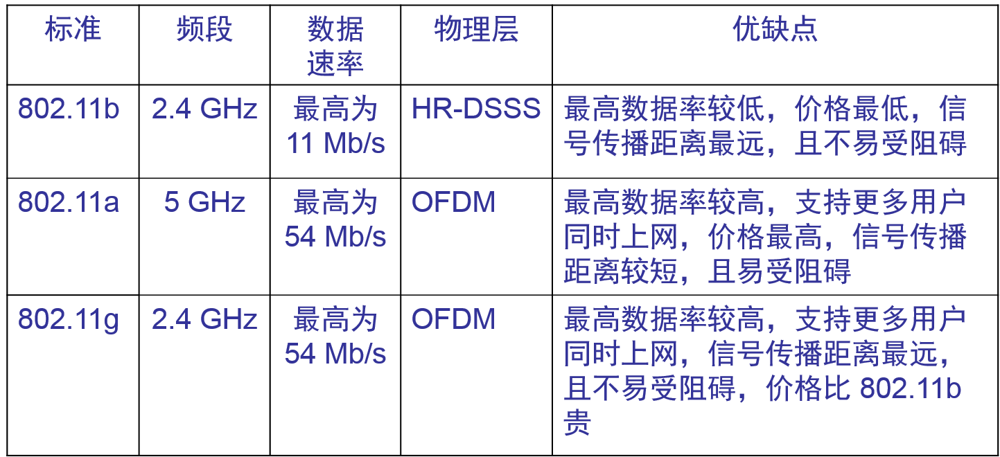 标准 频段 数据速率 物理层 优缺点
802.11b 2.4 GHz 最高为 HR-DSSS 最高数据率较低，价格最低，信
11 Mb/s 号传播距离最远，且不易受阻碍
802.11a 5 GHz 最高为 OFDM 最高数据率较高，支持更多用户
54 Mb/s 同时上网，价格最高，信号传播
距离较短，且易受阻碍
802.11g 2.4 GHz 最高为 OFDM 最高数据率较高，支持更多用户
54 Mb/s 同时上网，信号传播距离最远，
且不易受阻碍，价格比 802.11b
贵